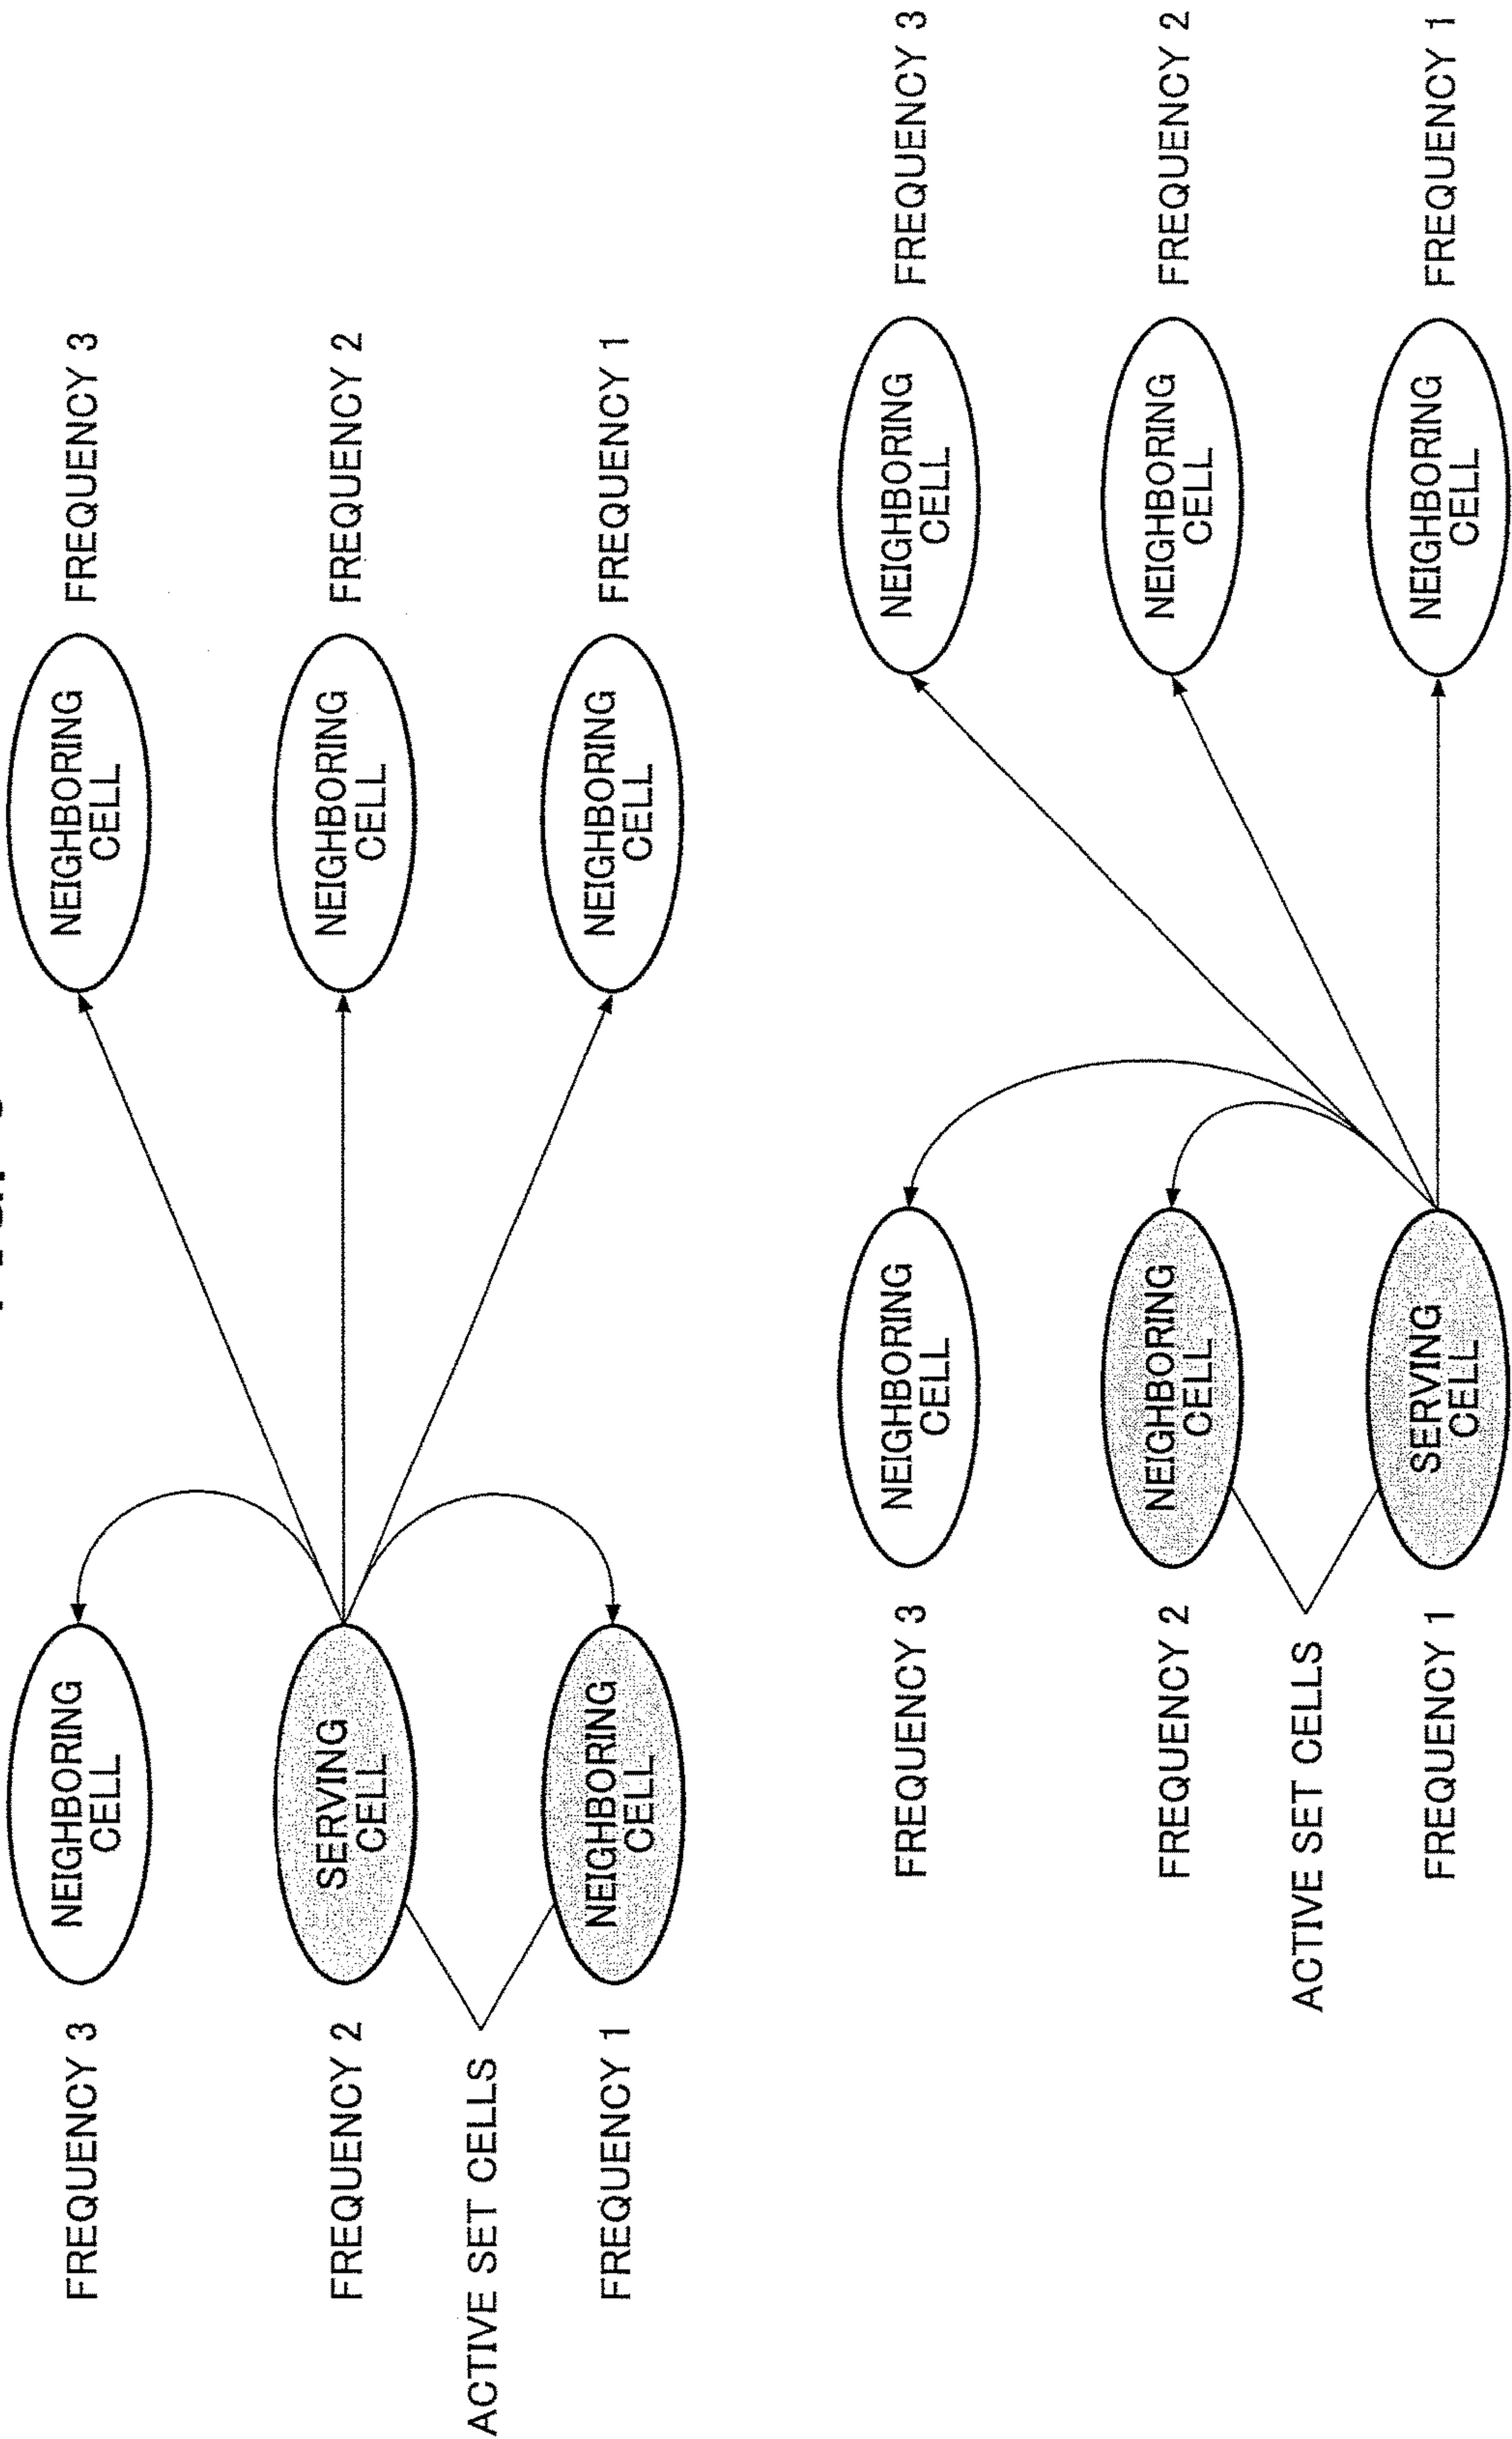 FREQUENCY 3
NEIGHBORING
CELL
NEIGHBORING
CELL
FREQUENCY 3
FREQUENCY 2
SERVING
CELL
NEIGHBORING
CELL
FREQUENCY 2
ACTIVE SET CELLS
FREQUENCY 1
NEIGHBORING
CELL
NEIGHBORING
CELL
FREQUENCY 1
FREQUENCY 3
NEIGHBORING
CELL
NEIGHBORING
CELL
FREQUENCY 3
FREQUENCY 2
NEIGHBORING
CELL
NEIGHBORING
CELL
FREQUENCY 2
ACTIVE SET CELLS
FREQUENCY 1
SERVING
CELL
NEIGHBORING
CELL
FREQUENCY 1